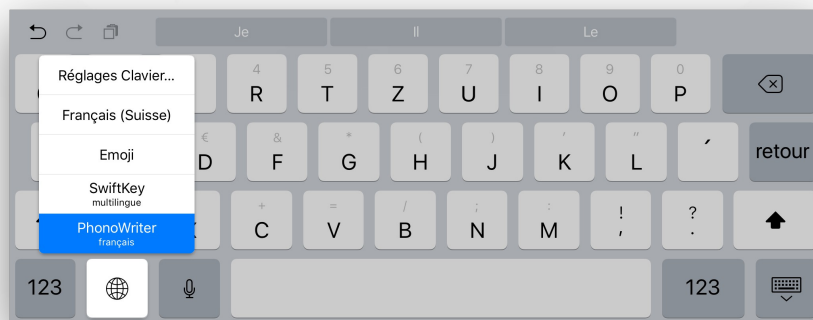 Je Il Le
Réglages Clavier...
Français (Suisse)
Emoji
SwiftKey
multilingue
PhonoWriter
français
4 5 6 7 8 9 0
R T Z U I O P
€ & * ( ) ' "
D F G H J K L ´ retour
+ = / ; : ! ?
C V B N M , .
123 123